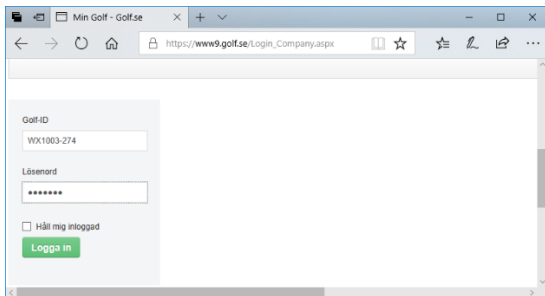 Min Golf - Golf.se
https://www9.golf.se/Login_Company.aspx
Golf-ID
WX1003-274
Lösenord
●●●●●●●
Håll mig inloggad
Logga in